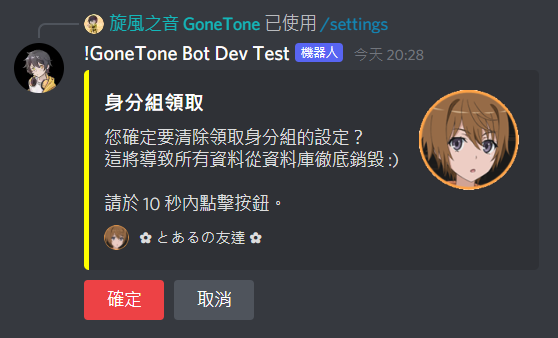 旋風之音 GoneTone 已使用 /settings
!GoneTone Bot Dev Test 機器人 今天 20:28
身分組領取
您確定要清除領取身分組的設定？
這將導致所有資料從資料庫徹底銷毀 :)
請於 10 秒內點擊按鈕。
✿ とあるの友達 ✿
確定 取消